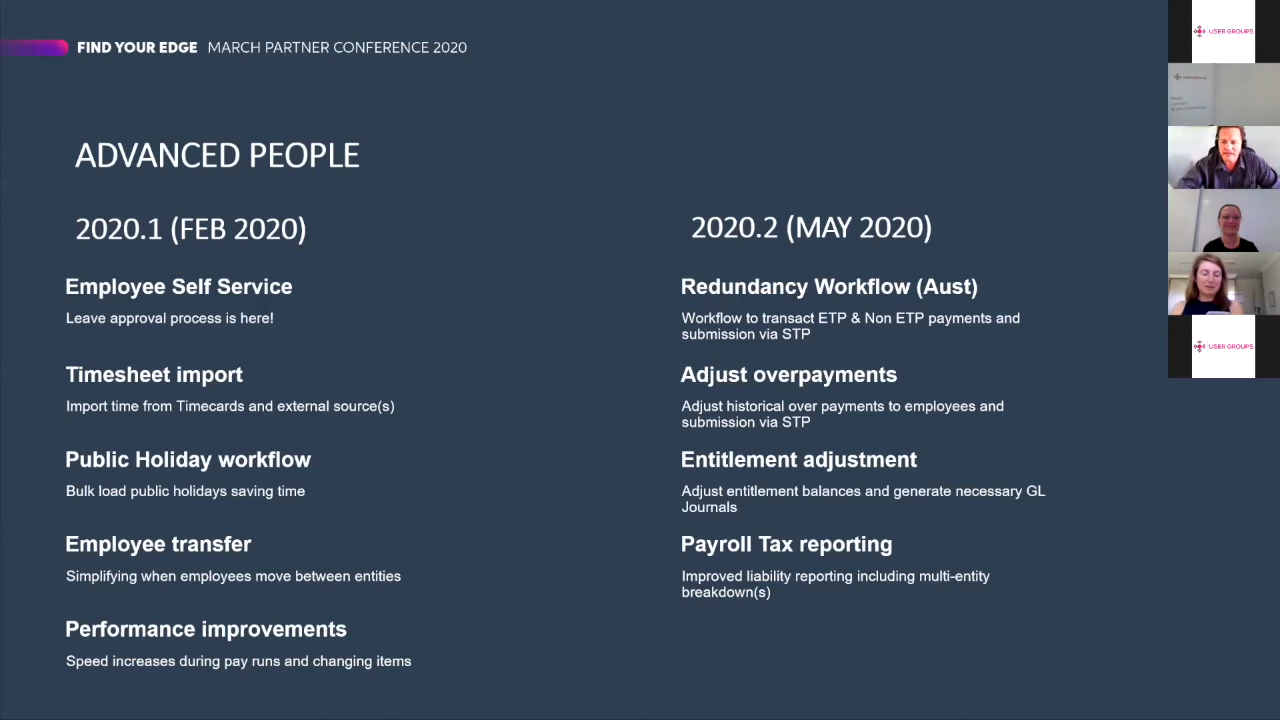 FIND YOUR EDGE MARCH PARTNER CONFERENCE 2020
ADVANCED PEOPLE
2020.1 (FEB 2020)
Employee Self Service
Leave approval process is here!
Timesheet import
Import time from Timecards and external source(s)
Public Holiday workflow
Bulk load public holidays saving time
Employee transfer
Simplifying when employees move between entities
Performance improvements
Speed increases during pay runs and changing items
2020.2 (MAY 2020)
Redundancy Workflow (Aust)
Workflow to transact ETP & Non ETP payments and
submission via STP
Adjust overpayments
Adjust historical over payments to employees and
submission via STP
Entitlement adjustment
Adjust entitlement balances and generate necessary GL
Journals
Payroll Tax reporting
Improved liability reporting including multi-entity
breakdown(s)
USER GROUPS
USER GROUPS